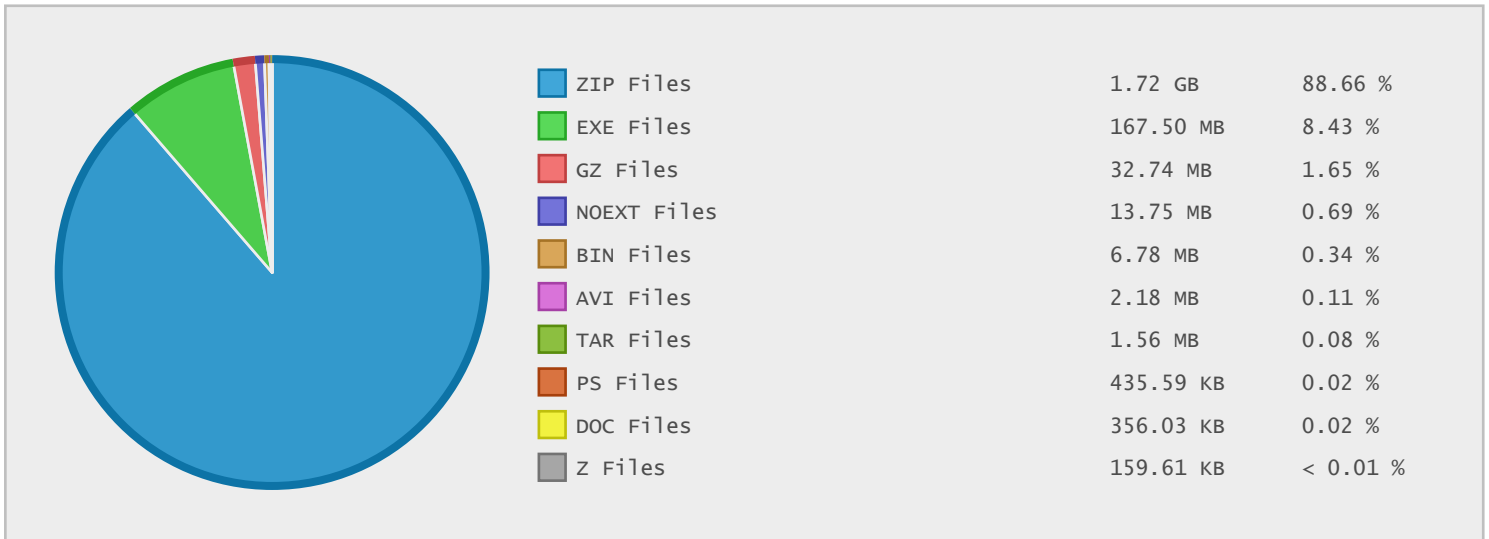 ZIP Files 1.72 GB 88.66 %
EXE Files 167.50 MB 8.43 %
GZ Files 32.74 MB 1.65 %
NOEXT Files 13.75 MB 0.69 %
BIN Files 6.78 MB 0.34 %
AVI Files 2.18 MB 0.11 %
TAR Files 1.56 MB 0.08 %
PS Files 435.59 KB 0.02 %
DOC Files 356.03 KB 0.02 %
Z Files 159.61 KB < 0.01 %